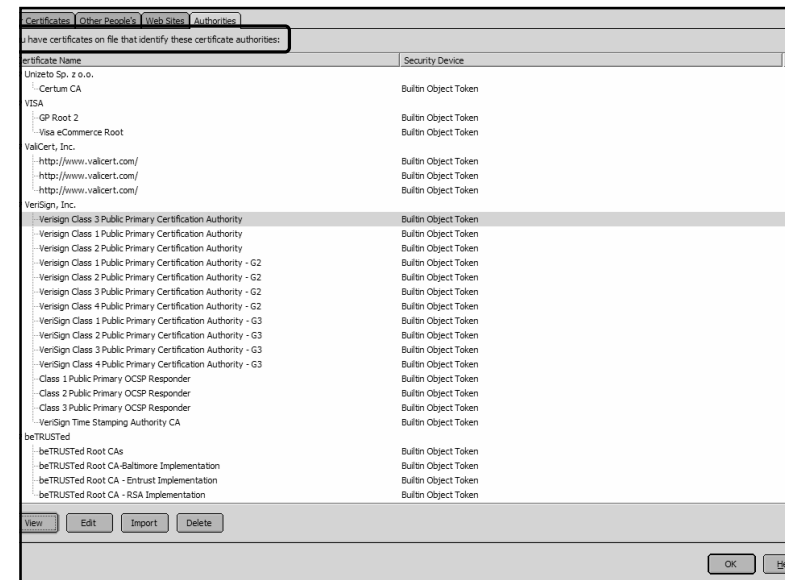 Certificates Other People's Web Sites Authorities
u have certificates on file that identify these certificate authorities:
ertificate Name Security Device
Unizeto Sp. z o.o.
Certum CA Builtin Object Token
VISA
GP Root 2 Builtin Object Token
Visa eCommerce Root Builtin Object Token
ValiCert, Inc.
http://www.valicert.com/ Builtin Object Token
http://www.valicert.com/ Builtin Object Token
http://www.valicert.com/ Builtin Object Token
VeriSign, Inc.
Verisign Class 3 Public Primary Certification Authority Builtin Object Token
Verisign Class 1 Public Primary Certification Authority Builtin Object Token
Verisign Class 2 Public Primary Certification Authority Builtin Object Token
Verisign Class 1 Public Primary Certification Authority - G2 Builtin Object Token
Verisign Class 2 Public Primary Certification Authority - G2 Builtin Object Token
Verisign Class 3 Public Primary Certification Authority - G2 Builtin Object Token
Verisign Class 4 Public Primary Certification Authority - G2 Builtin Object Token
VeriSign Class 1 Public Primary Certification Authority - G3 Builtin Object Token
VeriSign Class 2 Public Primary Certification Authority - G3 Builtin Object Token
VeriSign Class 3 Public Primary Certification Authority - G3 Builtin Object Token
VeriSign Class 4 Public Primary Certification Authority - G3 Builtin Object Token
Class 1 Public Primary OCSP Responder Builtin Object Token
Class 2 Public Primary OCSP Responder Builtin Object Token
Class 3 Public Primary OCSP Responder Builtin Object Token
VeriSign Time Stamping Authority CA Builtin Object Token
beTRUSTed
beTRUSTed Root CAs Builtin Object Token
beTRUSTed Root CA-Baltimore Implementation Builtin Object Token
beTRUSTed Root CA - Entrust Implementation Builtin Object Token
beTRUSTed Root CA - RSA Implementation Builtin Object Token
View Edit Import Delete
OK He